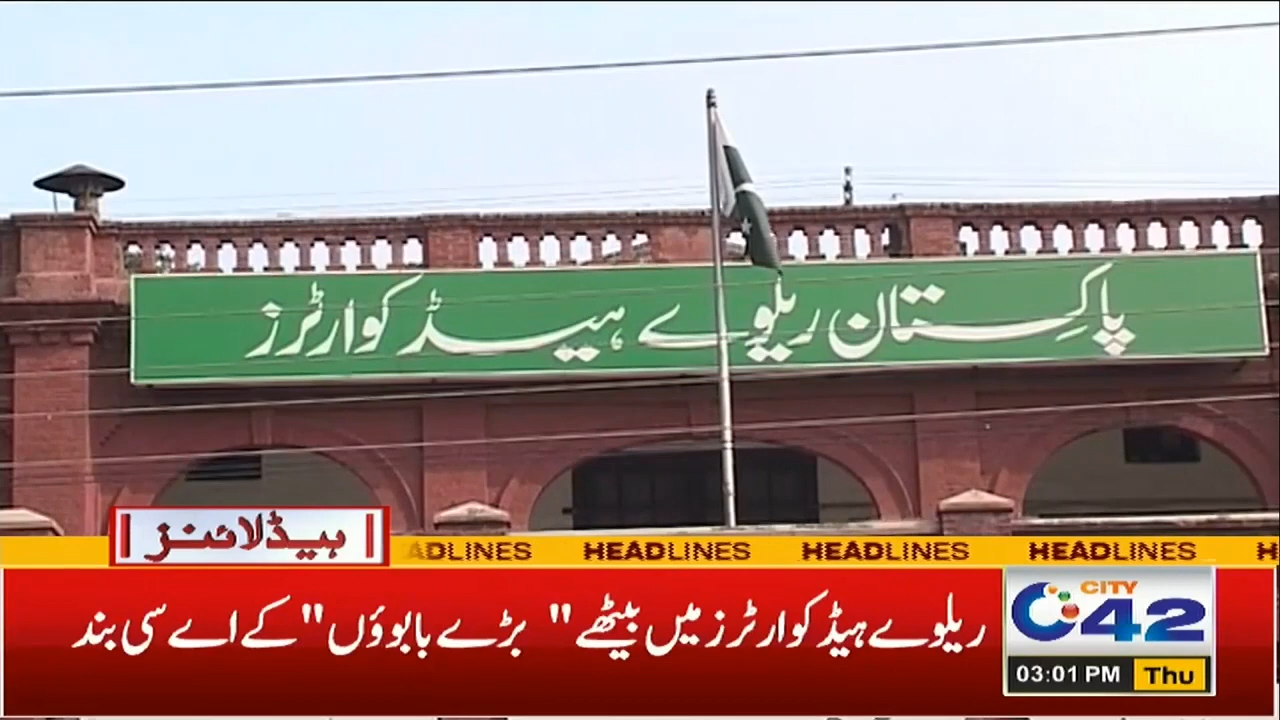 پاکستان ریلوے ہیڈ کوارٹرز
ہیڈلائنز
ADLINES HEADLINES HEADLINES HEADLINES H
ریلوے ہیڈ کوارٹرز میں بیٹھے " بڑے بابوؤں" کے اے سی بند
CITY
42
03:01 PM Thu